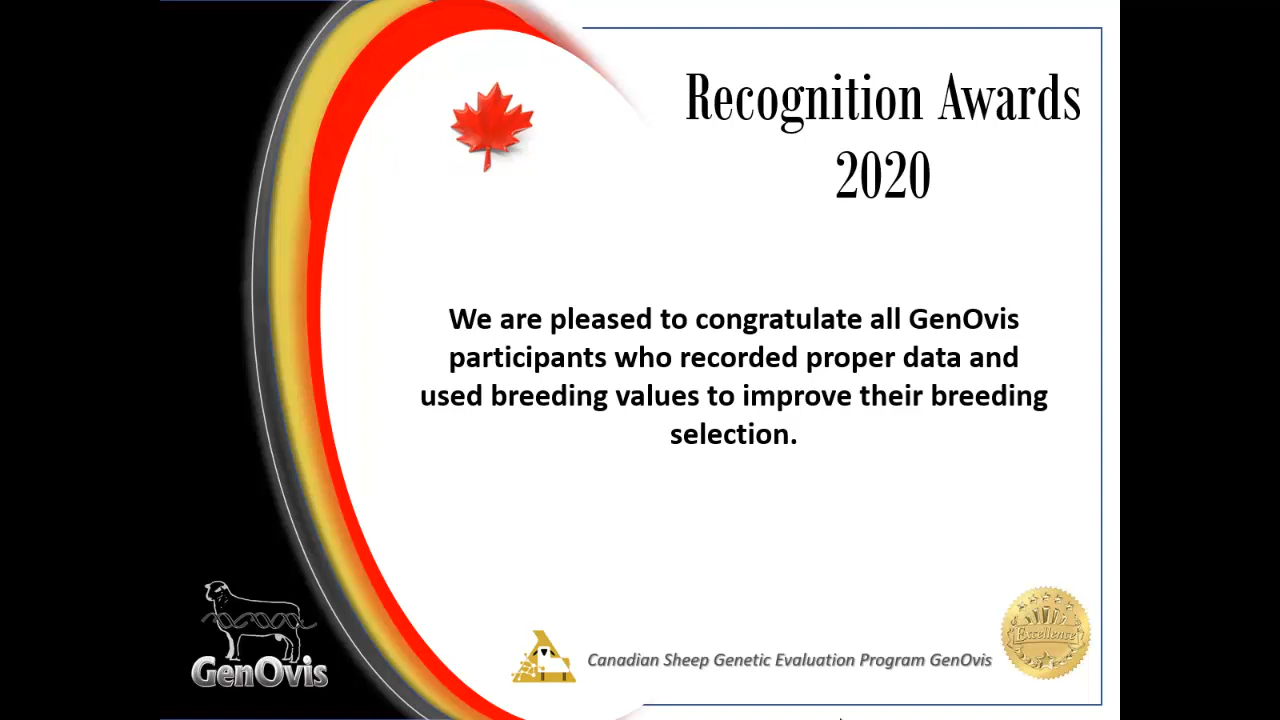 Recognition Awards
2020
We are pleased to congratulate all GenOvis
participants who recorded proper data and
used breeding values to improve their breeding
selection.
GenOvis
Canadian Sheep Genetic Evaluation Program GenOvis
Excellense